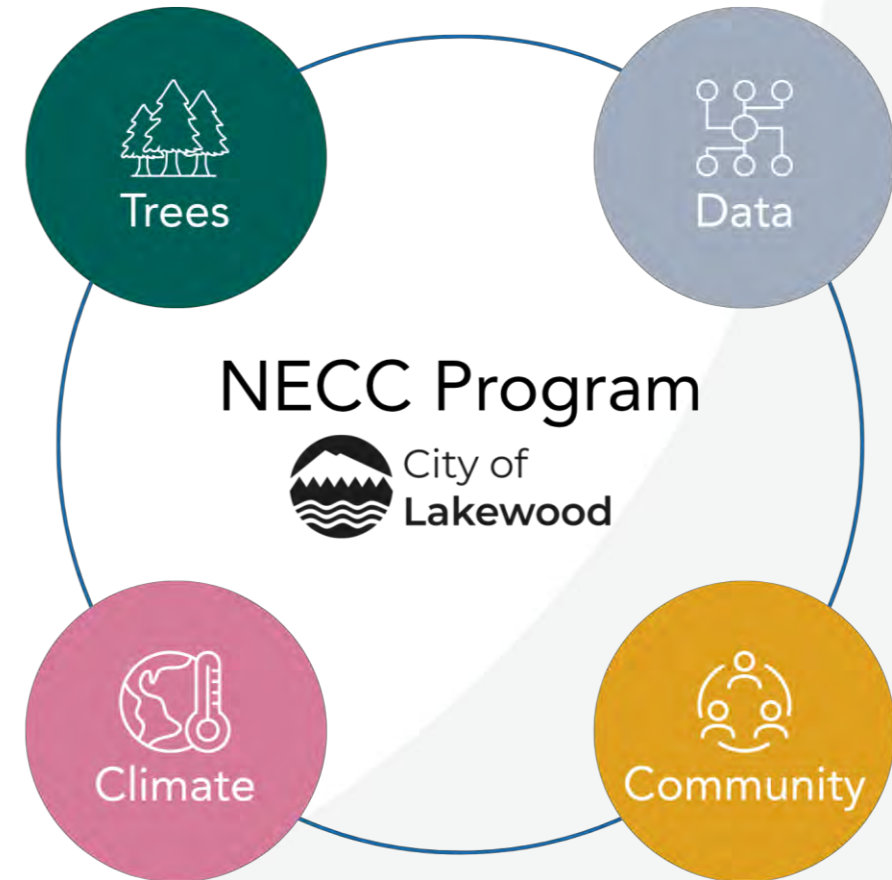 Trees
Data
NECC Program
City of
Lakewood
Climate
Community